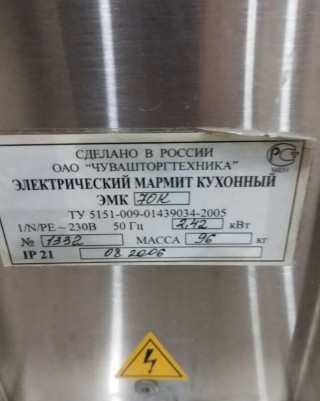 СДЕЛАНО В РОССИИ
ОАО "ЧУВАШТОРГТЕХНИКА"
ЭЛЕКТРИЧЕСКИЙ МАРМИТ КУХОННЫЙ
ЭМК 70К
ТУ 5151-009-01439034-2005
1/N/PE ~ 230В 50 Гц 2,42 кВт
№ 1332 МАССА 96 кг
IP 21 08.2006